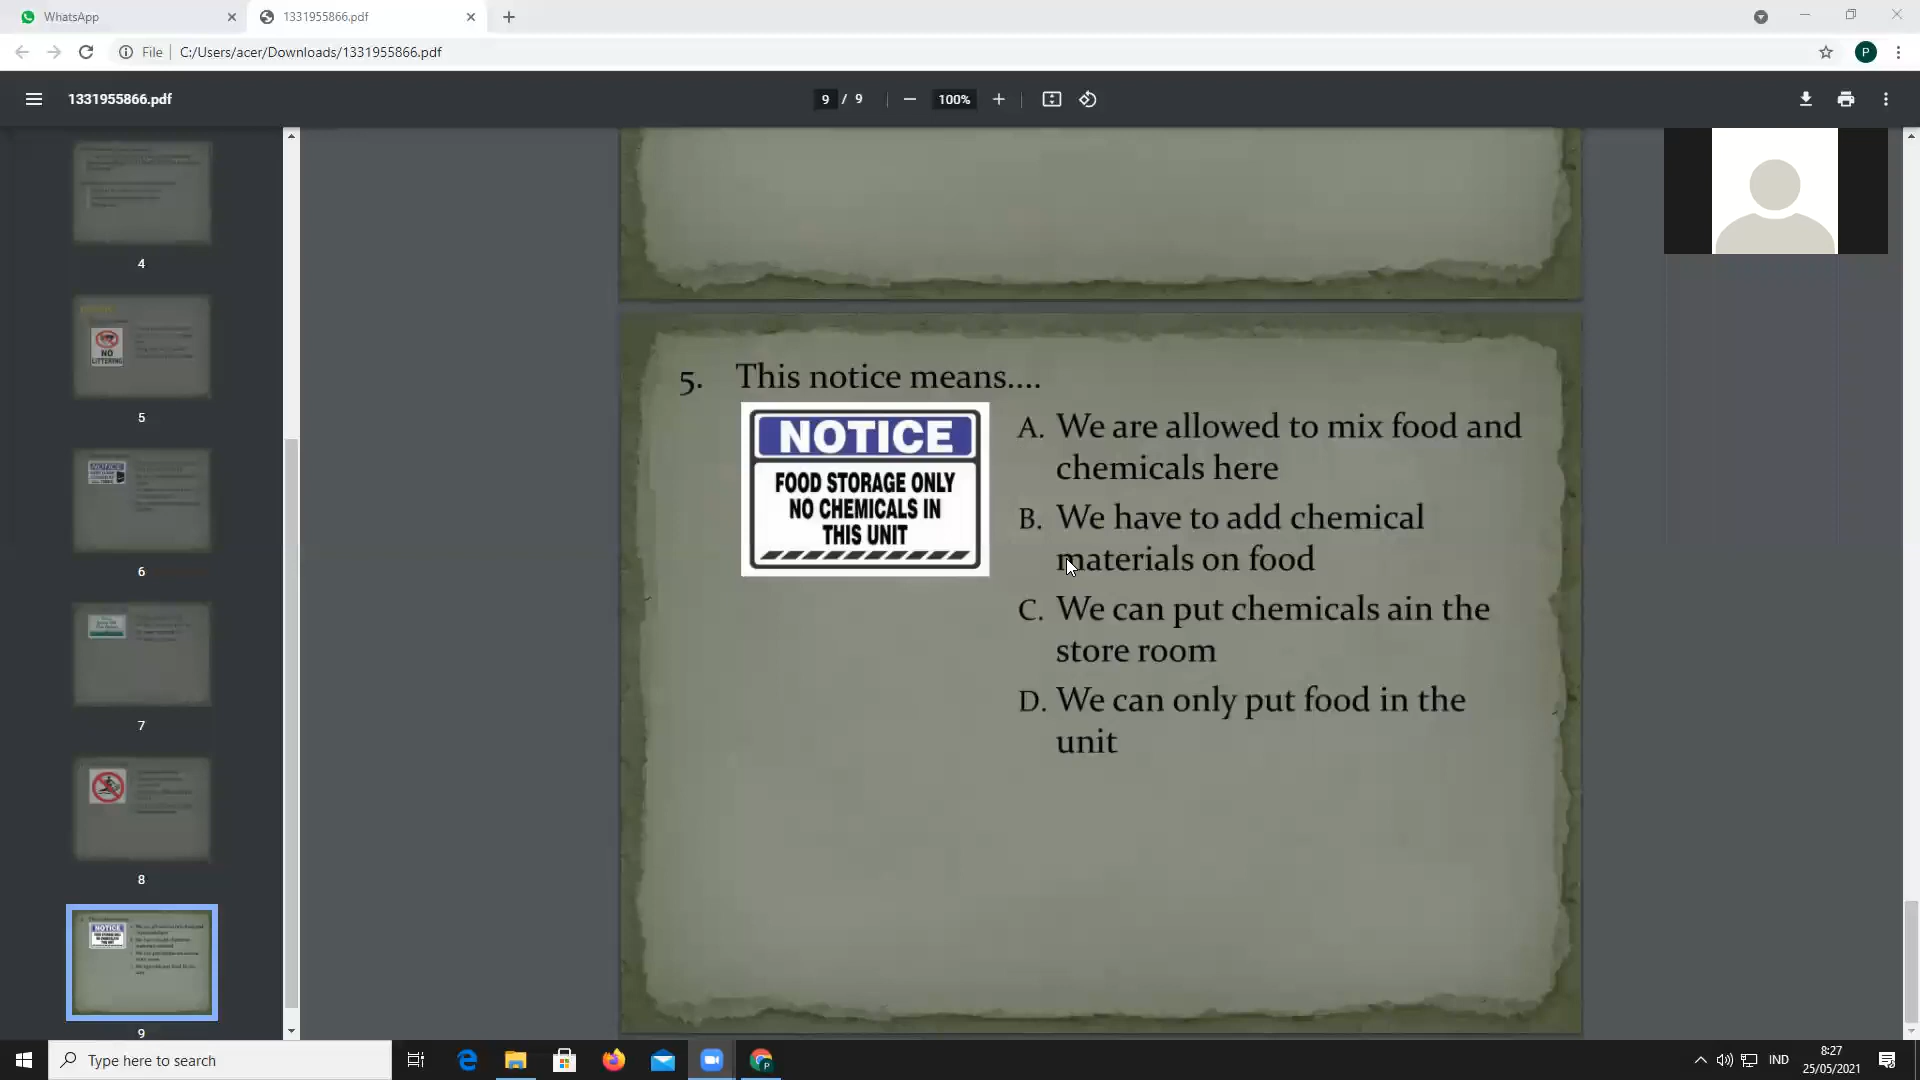 WhatsApp
1331955866.pdf
File
C:/Users/acer/Downloads/1331955866.pdf
P
1331955866.pdf
9 / 9
100%
4
NO
LITTERING
5
NOTICE
6
7
8
NOTICE
9
5. This notice means....
NOTICE
FOOD STORAGE ONLY
NO CHEMICALS IN
THIS UNIT
A. We are allowed to mix food and
chemicals here
B. We have to add chemical
materials on food
C. We can put chemicals ain the
store room
D. We can only put food in the
unit
Type here to search
IND
8:27
25/05/2021